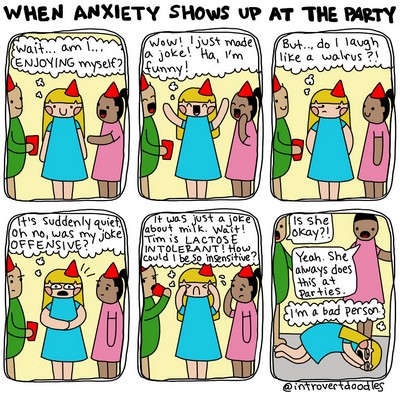 WHEN ANXIETY SHOWS UP AT THE PARTY
Wait... am I...
ENJOYING myself?
Wow! I just made
a joke! Ha, I'm
funny!
But... do I laugh
like a walrus?!
It's suddenly quiet.
Oh no, was my joke
OFFENSIVE?
It was just a joke
about milk. Wait!
Tim is LACTOSE
INTOLERANT! How
could I be so insensitive?
Is she
okay?!
Yeah. She
always does
this at
Parties.
I'm a bad person.
@introvertdoodles